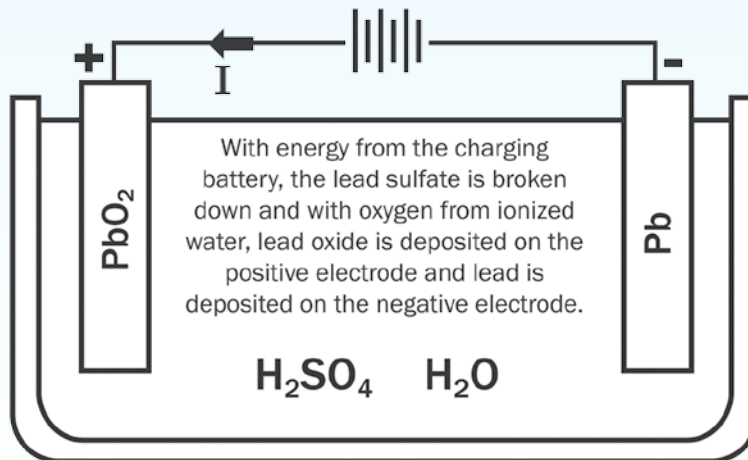 +
-
I
With energy from the charging
battery, the lead sulfate is broken
down and with oxygen from ionized
water, lead oxide is deposited on the
positive electrode and lead is
deposited on the negative electrode.
PbO₂
Pb
H₂SO₄ H₂O